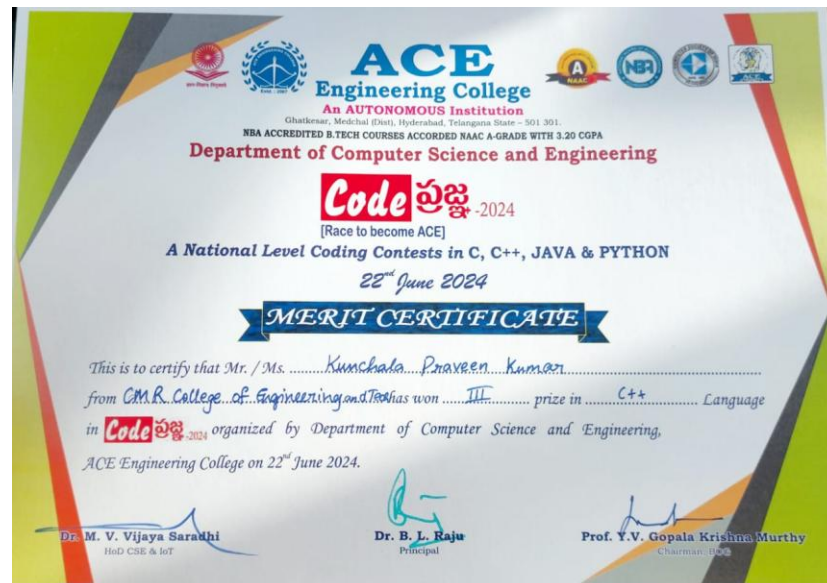 ACE
Engineering College
An AUTONOMOUS Institution
Ghatkesar, Medchal (Dist), Hyderabad, Telangana State – 501 301.
NBA ACCREDITED B.TECH COURSES ACCORDED NAAC A-GRADE WITH 3.20 CGPA
Department of Computer Science and Engineering
Code ప్రజ్ఞ -2024
[Race to become ACE]
A National Level Coding Contests in C, C++, JAVA & PYTHON
22nd June 2024
MERIT CERTIFICATE
This is to certify that Mr. / Ms. Kunchala Praveen Kumar
from CMR College of Engineering and Tech has won III prize in C++ Language
in Code ప్రజ్ఞ -2024 organized by Department of Computer Science and Engineering,
ACE Engineering College on 22nd June 2024.
Dr. M. V. Vijaya Saradhi
HoD CSE & IoT
Dr. B. L. Raju
Principal
Prof. Y.V. Gopala Krishna Murthy
Chairman, BOG
A
NAAC
NBA
ACE